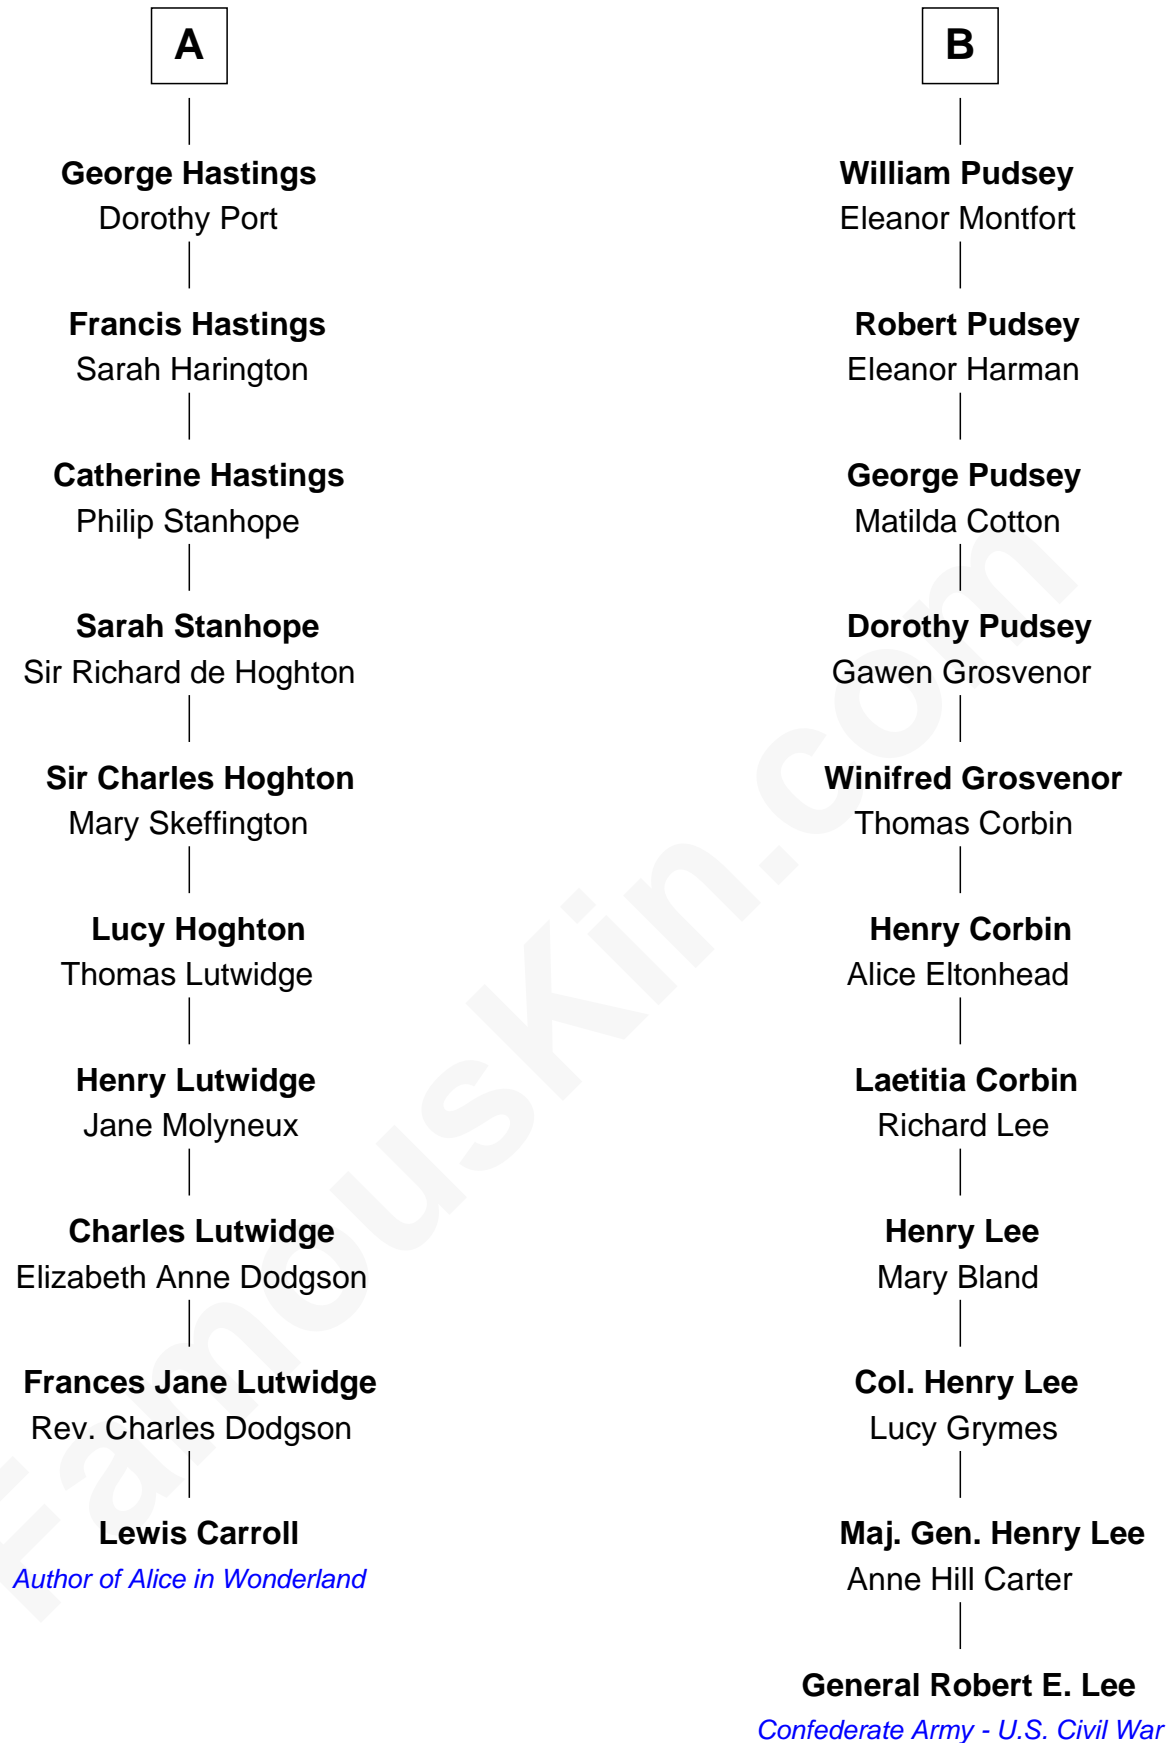 A
George Hastings
Dorothy Port
Francis Hastings
Sarah Harington
Catherine Hastings
Philip Stanhope
Sarah Stanhope
Sir Richard de Hoghton
Sir Charles Hoghton
Mary Skeffington
Lucy Hoghton
Thomas Lutwidge
Henry Lutwidge
Jane Molyneux
Charles Lutwidge
Elizabeth Anne Dodgson
Frances Jane Lutwidge
Rev. Charles Dodgson
Lewis Carroll
Author of Alice in Wonderland
B
William Pudsey
Eleanor Montfort
Robert Pudsey
Eleanor Harman
George Pudsey
Matilda Cotton
Dorothy Pudsey
Gawen Grosvenor
Winifred Grosvenor
Thomas Corbin
Henry Corbin
Alice Eltonhead
Laetitia Corbin
Richard Lee
Henry Lee
Mary Bland
Col. Henry Lee
Lucy Grymes
Maj. Gen. Henry Lee
Anne Hill Carter
General Robert E. Lee
Confederate Army - U.S. Civil War
FamousKin.com